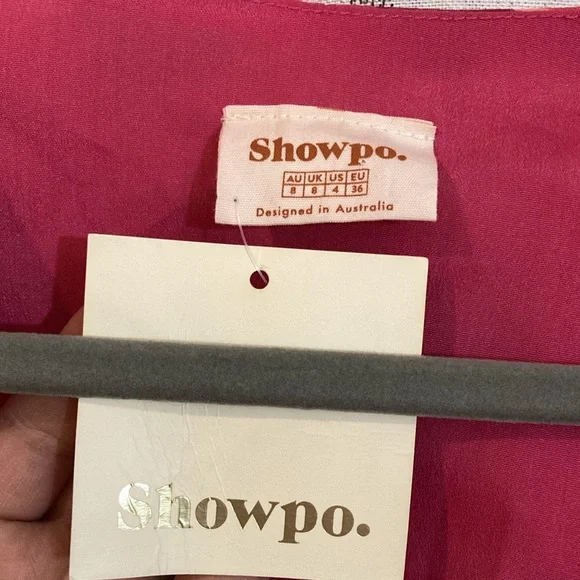 Showpo.
AU UK US EU
8 8 4 36
Designed in Australia
Showpo.